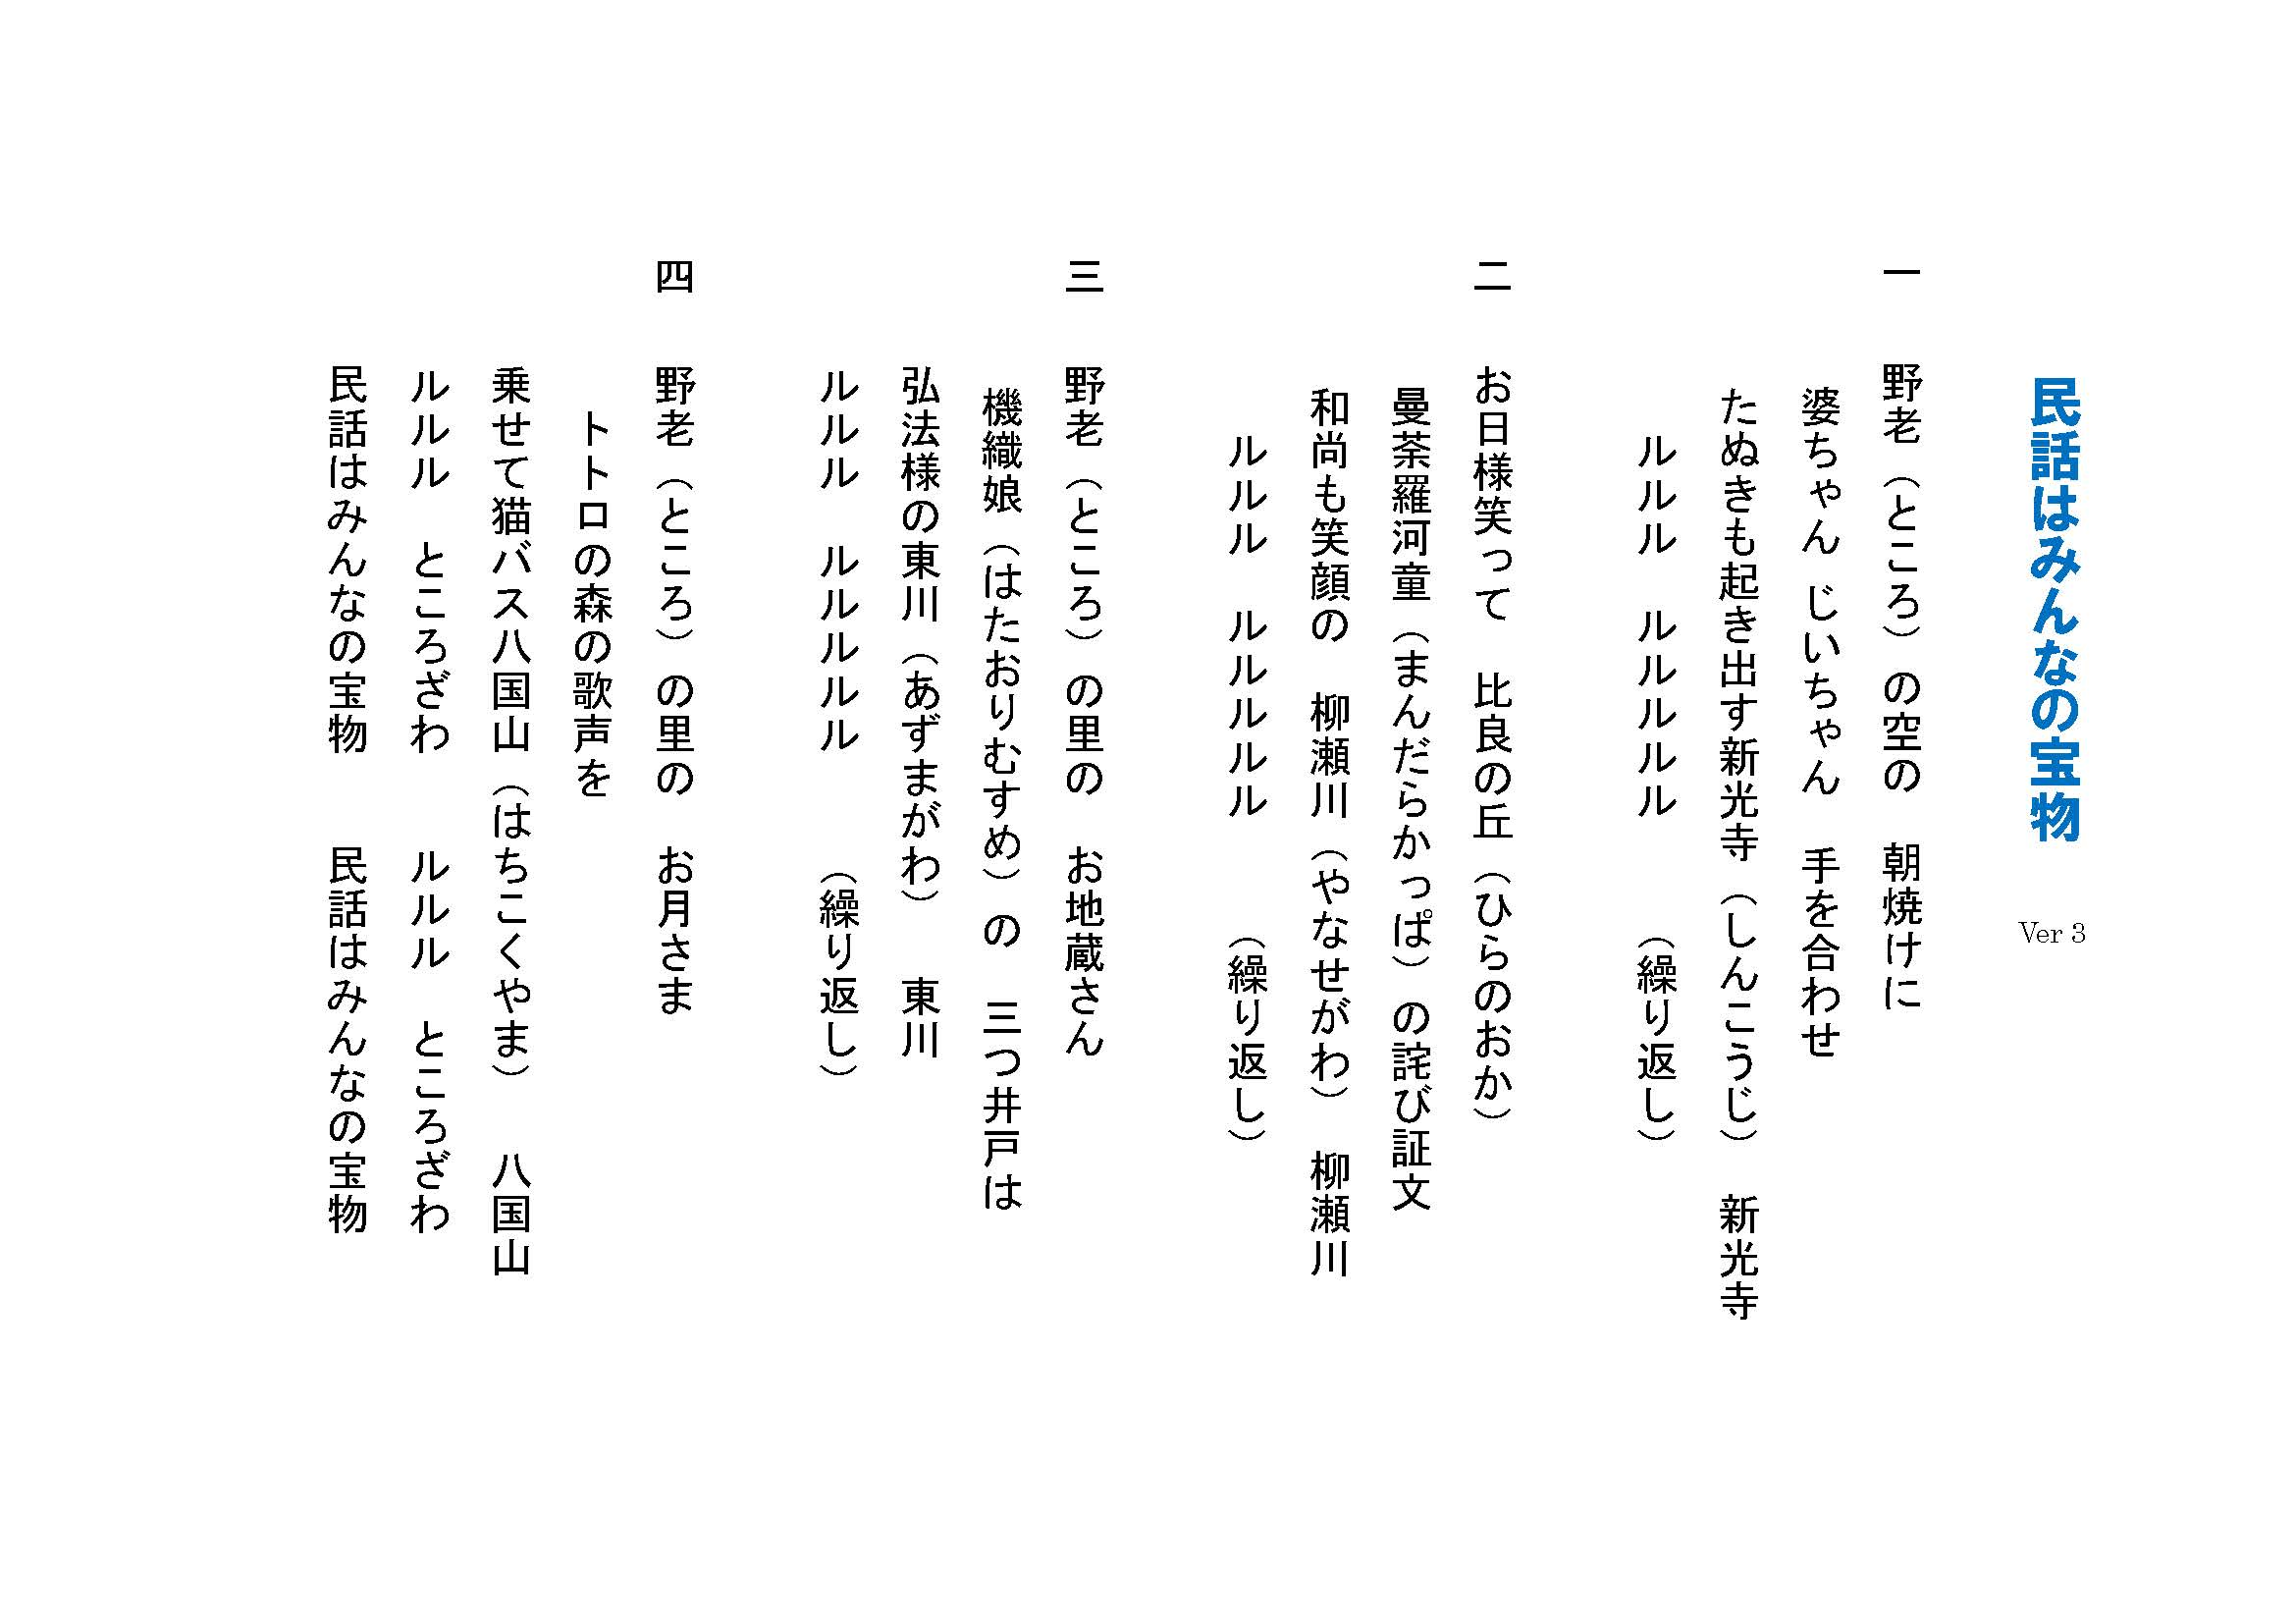 民話はみんなの宝物　Ver 3
一　野老（ところ）の空の　朝焼けに
婆ちゃん じいちゃん　手を合わせ
たぬきも起き出す新光寺（しんこうじ）　新光寺
ルルル　ルルルルル　　（繰り返し）
二　お日様笑って　比良の丘（ひらのおか）
曼荼羅河童（まんだらかっぱ）の詫び証文
和尚も笑顔の　柳瀬川（やなせがわ）　柳瀬川
ルルル　ルルルルル　　（繰り返し）
三　野老（ところ）の里の　お地蔵さん
機織娘（はたおりむすめ）の　三つ井戸は
弘法様の東川（あずまがわ）　東川
ルルル　ルルルルル　　（繰り返し）
四　野老（ところ）の里の　お月さま
トトロの森の歌声を
乗せて猫バス八国山（はちこくやま）　八国山
ルルル　ところざわ　　ルルル　ところざわ
民話はみんなの宝物　　民話はみんなの宝物